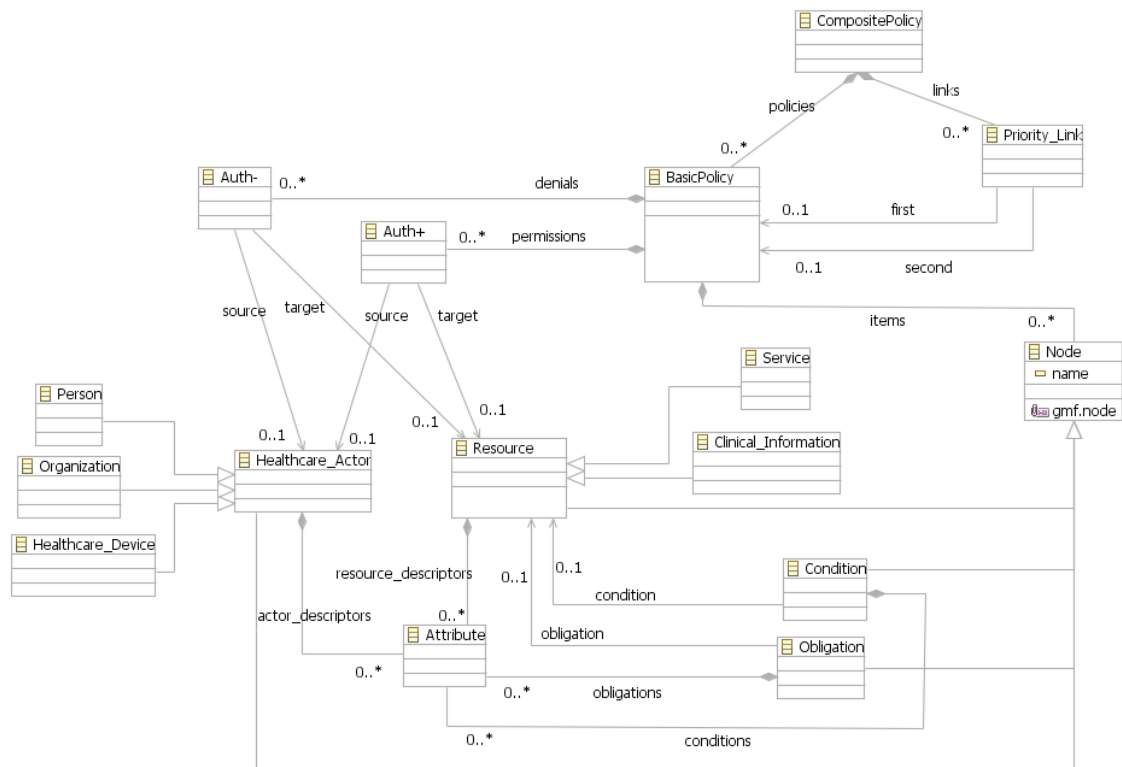 CompositePolicy
links
policies
0..*
Priority_Link
0..*
Auth-
0..*
denials
BasicPolicy
0..1
first
Auth+
0..*
permissions
0..1
second
source
target
source
target
items
0..*
Node
name
gmf.node
Service
Person
0..1
0..1
0..1
0..1
Clinical_Information
Resource
Healthcare_Actor
Organization
Healthcare_Device
resource_descriptors
0..1
0..1
Condition
condition
actor_descriptors
0..*
Attribute
obligation
Obligation
0..*
0..*
obligations
0..*
conditions